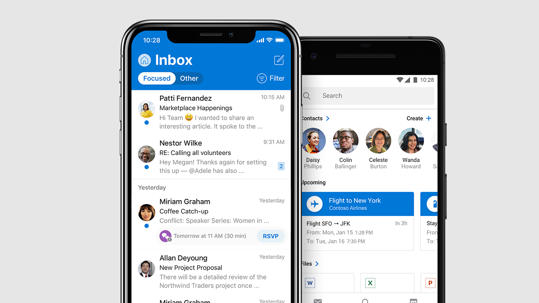 10:28
Inbox
Focused
Other
Filter
Patti Fernandez
10:15 AM
Marketplace Happenings
Hi Team 😀 I wanted to share an
interesting article. It spoke to the ...
Nestor Wilke
9:31 AM
RE: Calling all volunteers
Hey Megan! Thanks again for setting
this up — @Adele has also ...
2
Yesterday
Miriam Graham
Yesterday
Coffee Catch-up
Conflict: Speaker Series: Women in ...
Tomorrow at 11 AM (30 min)
RSVP
Allan Deyoung
Yesterday
New Project Proposal
There will be a detailed review of the
Northwind Traders project once ...
Miriam Graham
Yesterday
10:28
Search
Contacts
Create +
Daisy
Phillips
Colin
Ballinger
Celeste
Burton
Wanda
Howard
Upcoming
Flight to New York
Contoso Airlines
Flight SFO → JFK
In 2h
From: Mon, Jan 15 1:28 PM
To: Tue, Jan 16 7:30 PM
Files
W
X
P